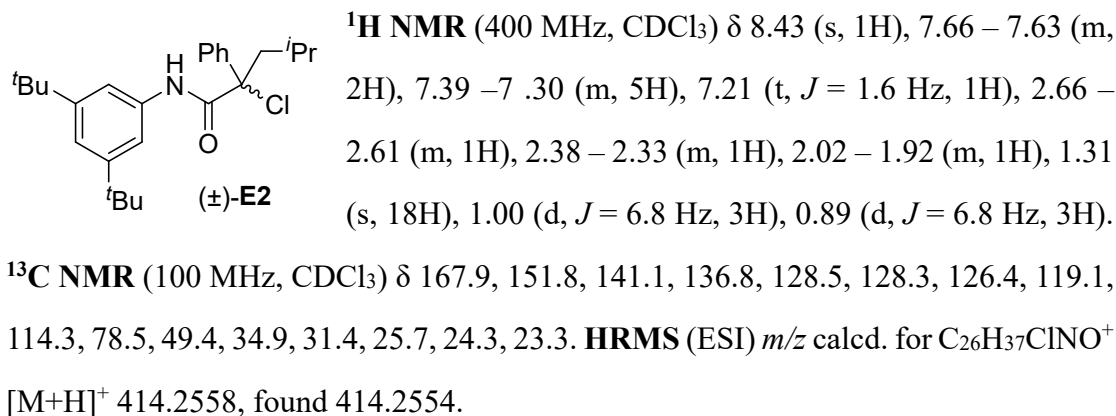 ᵗBu
H
N
Ph
ⁱPr
Cl
O
ᵗBu
(±)-E2
¹H NMR (400 MHz, CDCl₃) δ 8.43 (s, 1H), 7.66 – 7.63 (m,
2H), 7.39 –7 .30 (m, 5H), 7.21 (t, J = 1.6 Hz, 1H), 2.66 –
2.61 (m, 1H), 2.38 – 2.33 (m, 1H), 2.02 – 1.92 (m, 1H), 1.31
(s, 18H), 1.00 (d, J = 6.8 Hz, 3H), 0.89 (d, J = 6.8 Hz, 3H).
¹³C NMR (100 MHz, CDCl₃) δ 167.9, 151.8, 141.1, 136.8, 128.5, 128.3, 126.4, 119.1,
114.3, 78.5, 49.4, 34.9, 31.4, 25.7, 24.3, 23.3. HRMS (ESI) m/z calcd. for C₂₆H₃₇ClNO⁺
[M+H]⁺ 414.2558, found 414.2554.